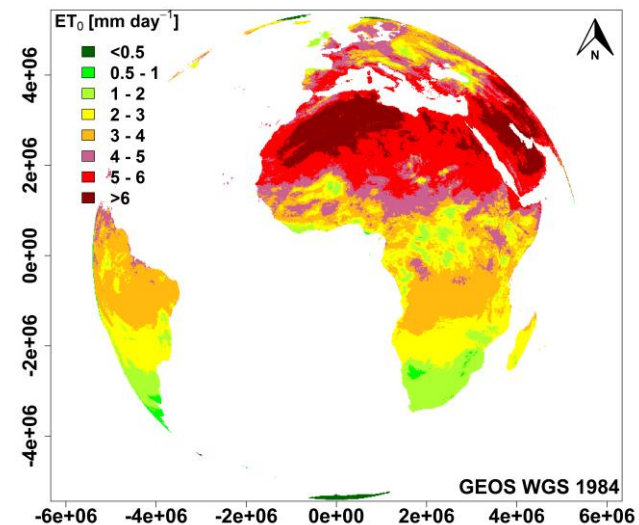 ET₀ [mm day⁻¹]
<0.5
0.5 - 1
1 - 2
2 - 3
3 - 4
4 - 5
5 - 6
>6
N
4e+06
2e+06
0e+00
-2e+06
-4e+06
GEOS WGS 1984
-6e+06 -4e+06 -2e+06 0e+00 2e+06 4e+06 6e+06